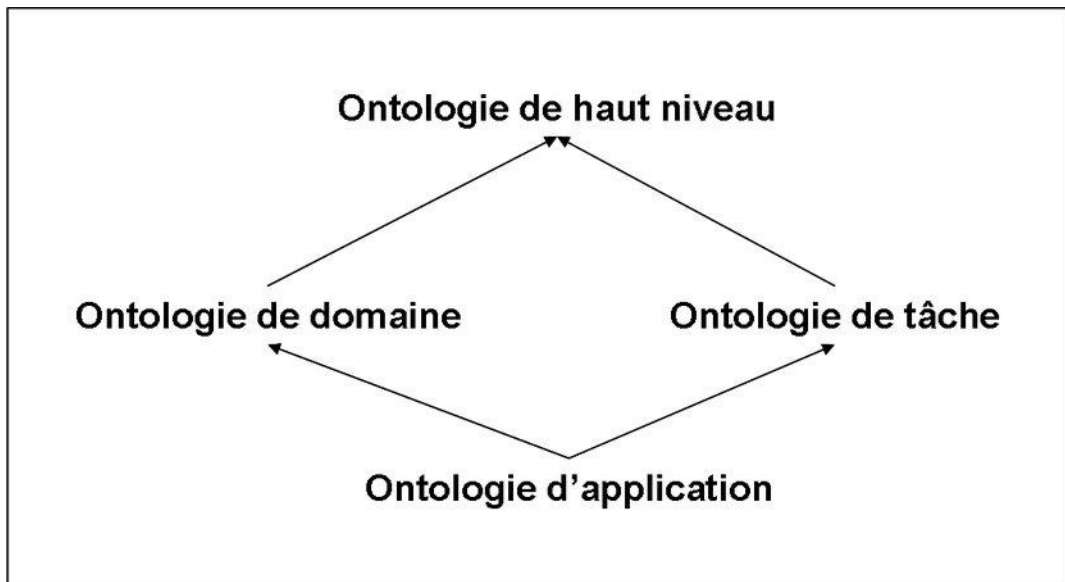 Ontologie de haut niveau
Ontologie de domaine
Ontologie de tâche
Ontologie d’application